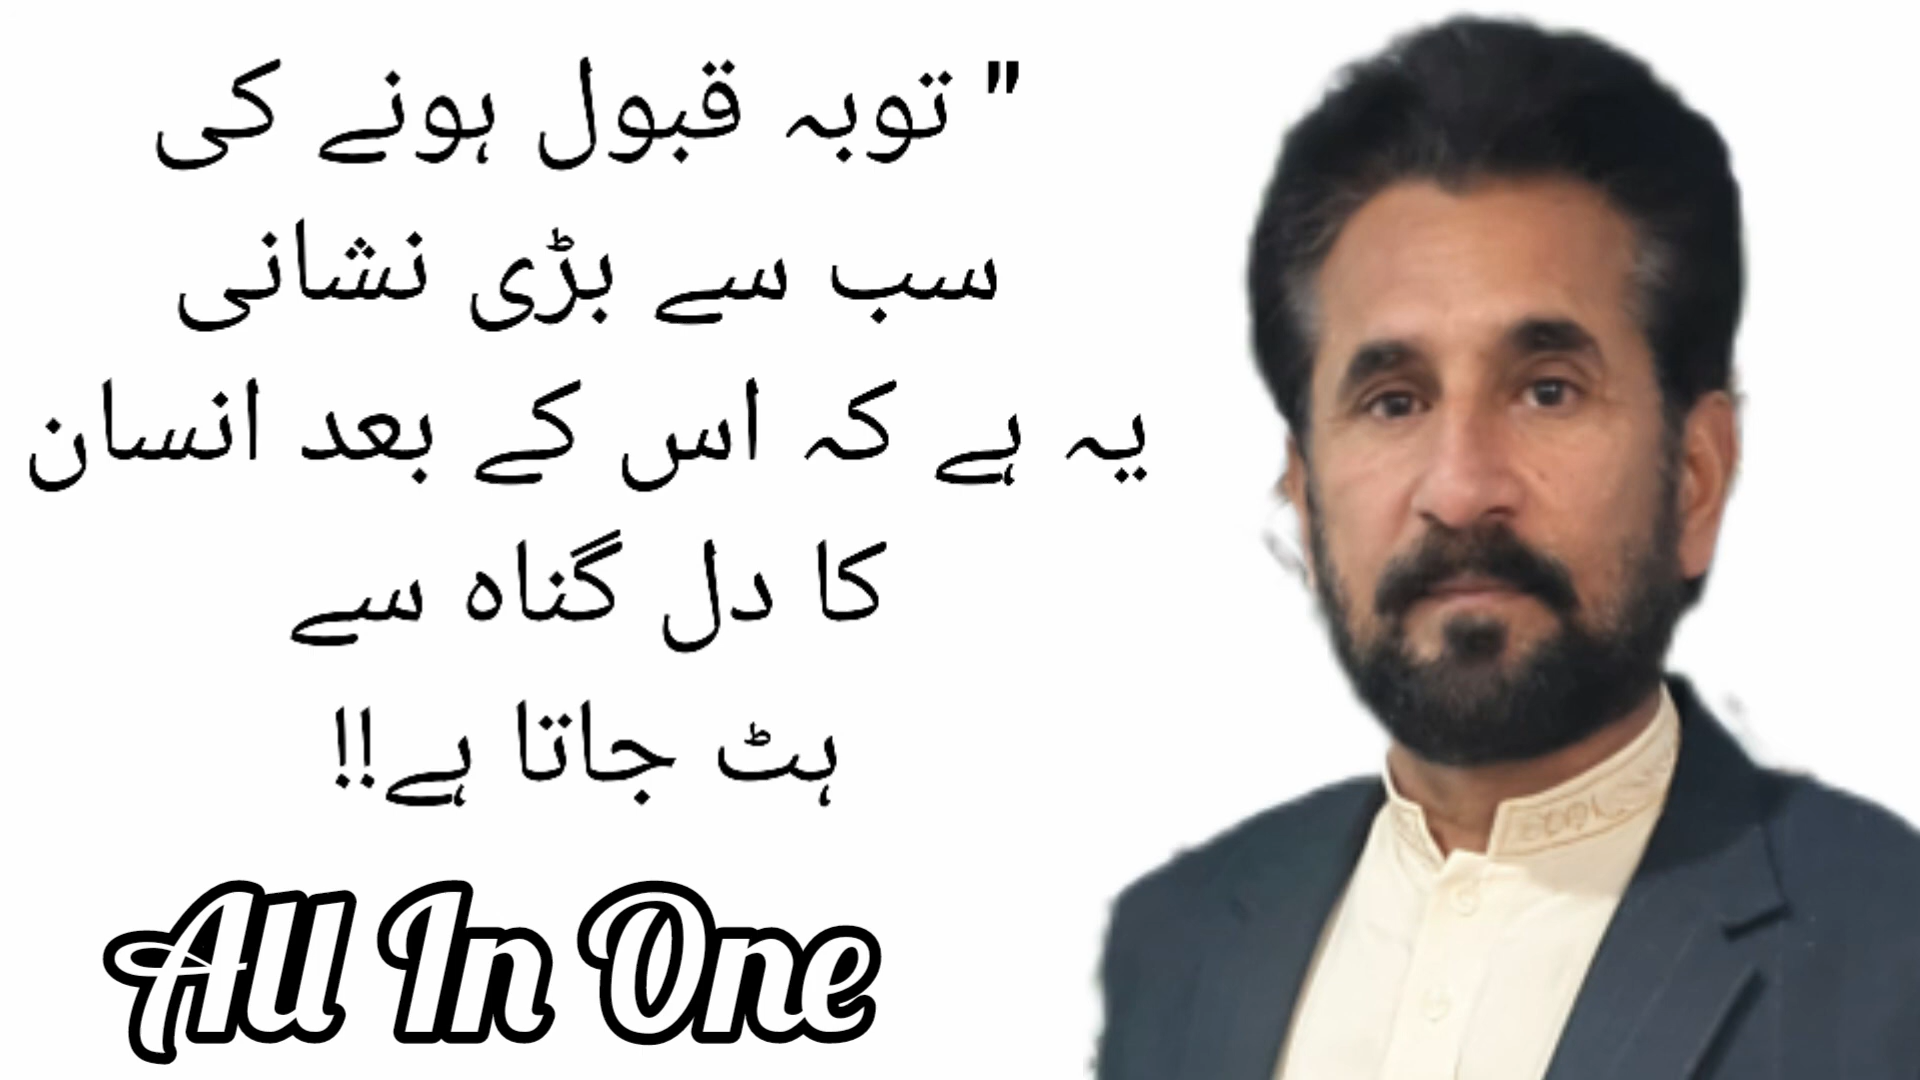 " توبہ قبول ہونے کی
سب سے بڑی نشانی
یہ ہے کہ اس کے بعد انسان
کا دل گناہ سے
ہٹ جاتا ہے!!
All In One